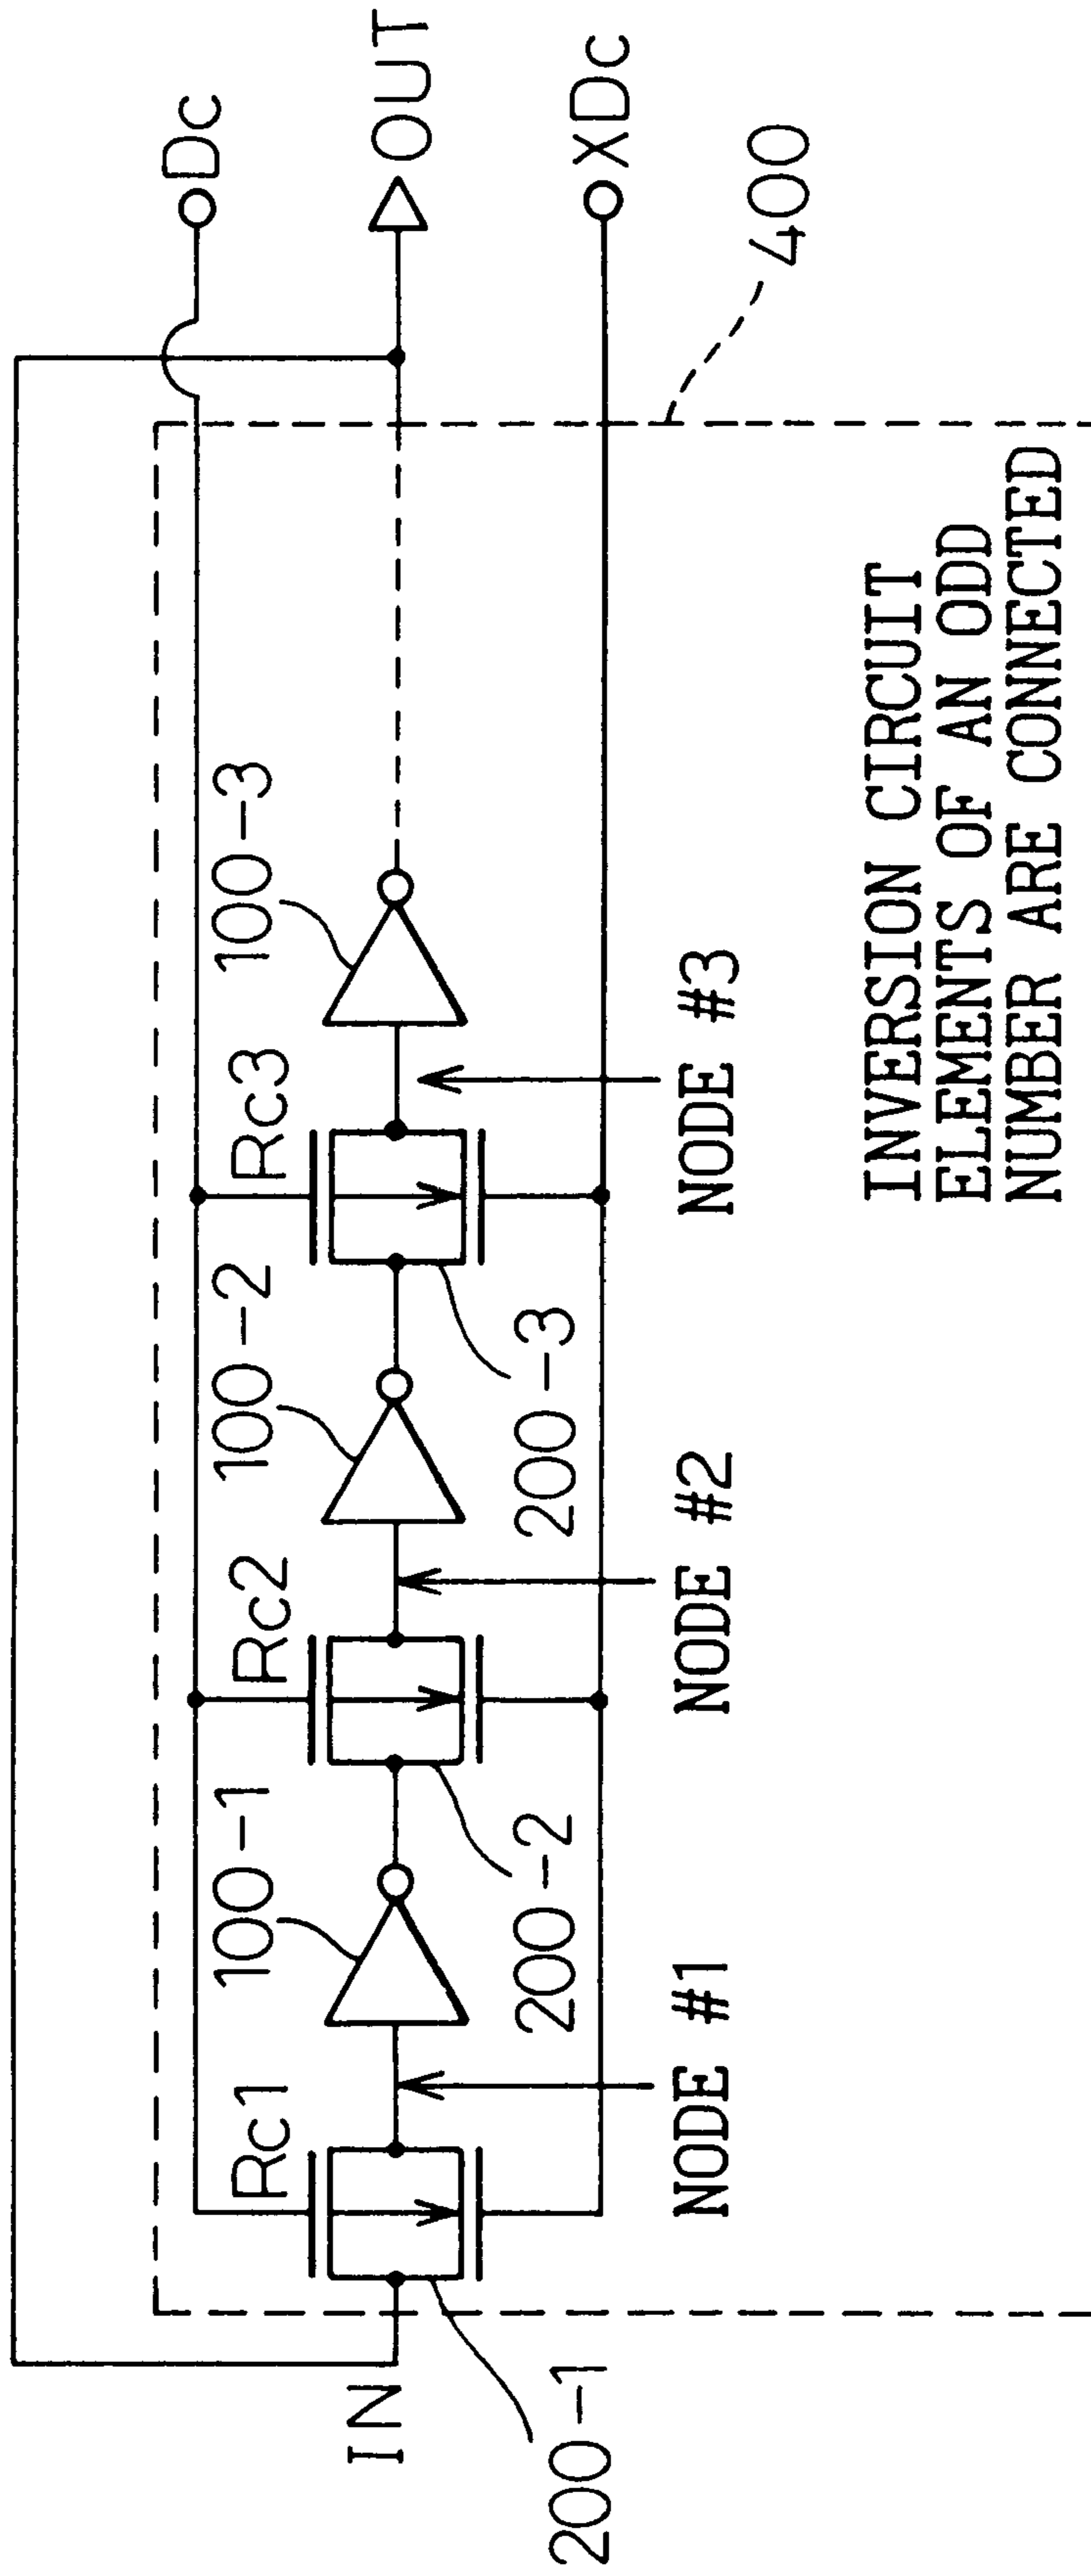 Dc
OUT
XDc
400
Rc1
100-1
Rc2
100-2
Rc3
100-3
IN
200-1
200-2
200-3
NODE #1
NODE #2
NODE #3
INVERSION CIRCUIT
ELEMENTS OF AN ODD
NUMBER ARE CONNECTED